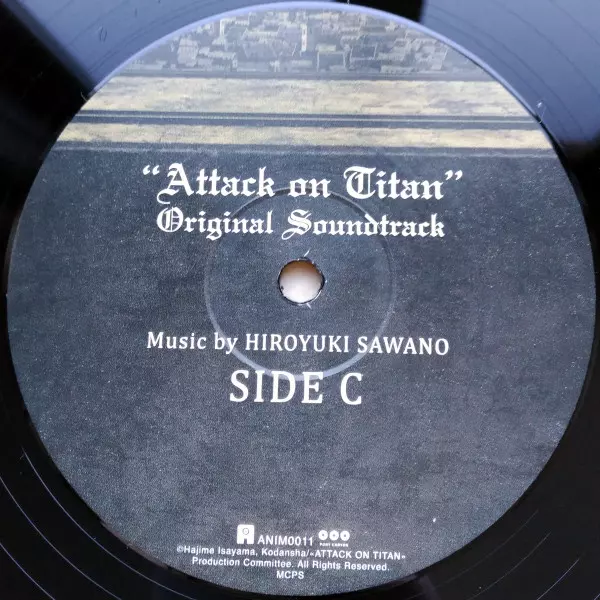 “Attack on Titan”
Original Soundtrack
Music by HIROYUKI SAWANO
SIDE C
ANIM0011
©Hajime Isayama, Kodansha/«ATTACK ON TITAN»
Production Committee. All Rights Reserved.
MCPS